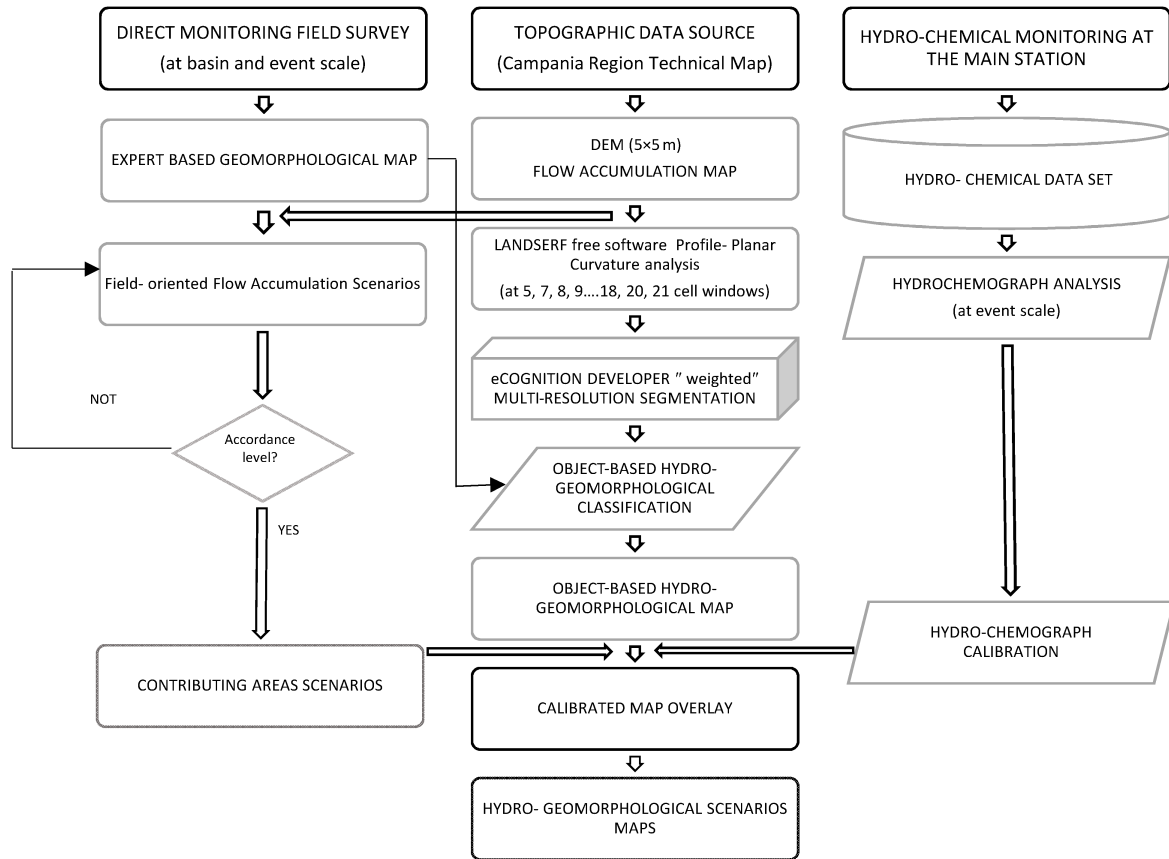 DIRECT MONITORING FIELD SURVEY
(at basin and event scale)
EXPERT BASED GEOMORPHOLOGICAL MAP
Field- oriented Flow Accumulation Scenarios
NOT
Accordance
level?
YES
CONTRIBUTING AREAS SCENARIOS
TOPOGRAPHIC DATA SOURCE
(Campania Region Technical Map)
DEM (5×5 m)
FLOW ACCUMULATION MAP
LANDSERF free software Profile- Planar
Curvature analysis
(at 5, 7, 8, 9....18, 20, 21 cell windows)
eCOGNITION DEVELOPER " weighted"
MULTI-RESOLUTION SEGMENTATION
OBJECT-BASED HYDRO-
GEOMORPHOLOGICAL
CLASSIFICATION
OBJECT-BASED HYDRO-
GEOMORPHOLOGICAL MAP
CALIBRATED MAP OVERLAY
HYDRO- GEOMORPHOLOGICAL SCENARIOS
MAPS
HYDRO-CHEMICAL MONITORING AT
THE MAIN STATION
HYDRO- CHEMICAL DATA SET
HYDROCHEMOGRAPH ANALYSIS
(at event scale)
HYDRO-CHEMOGRAPH
CALIBRATION